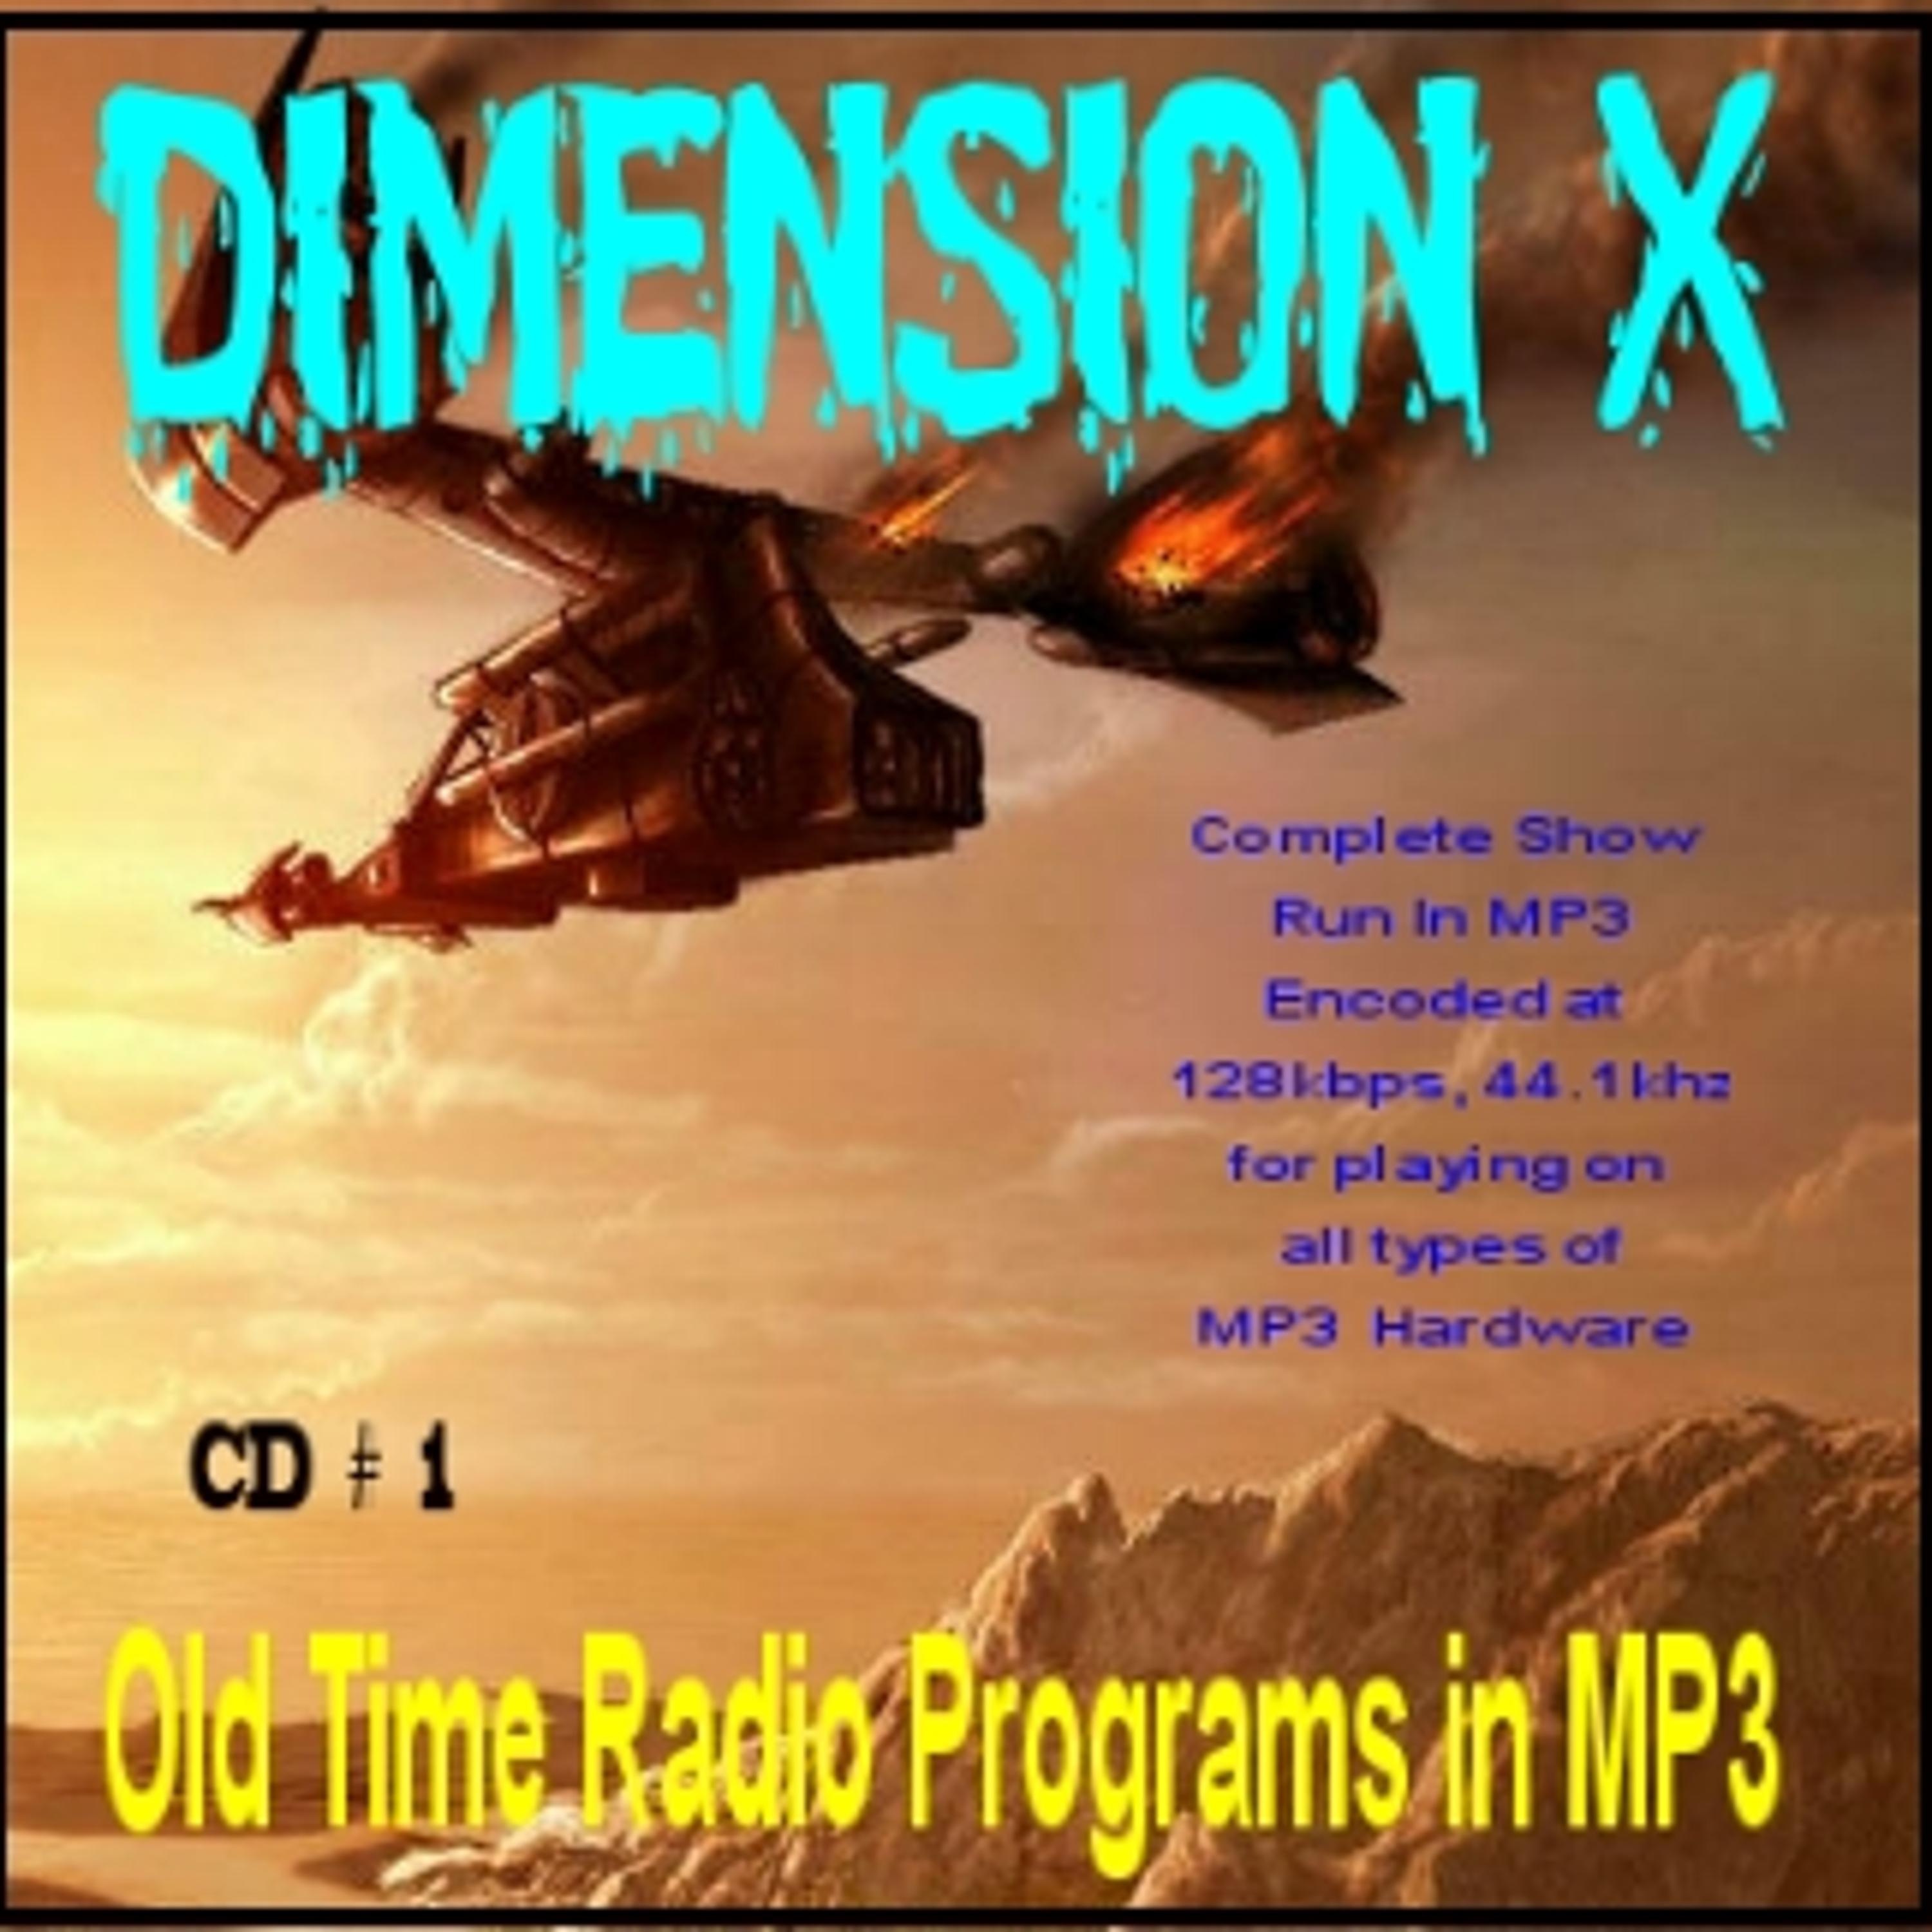 DIMENSION X
Complete Show
Run In MP3
Encoded at
128kbps, 44.1khz
for playing on
all types of
MP3 Hardware
CD # 1
Old Time Radio Programs in MP3